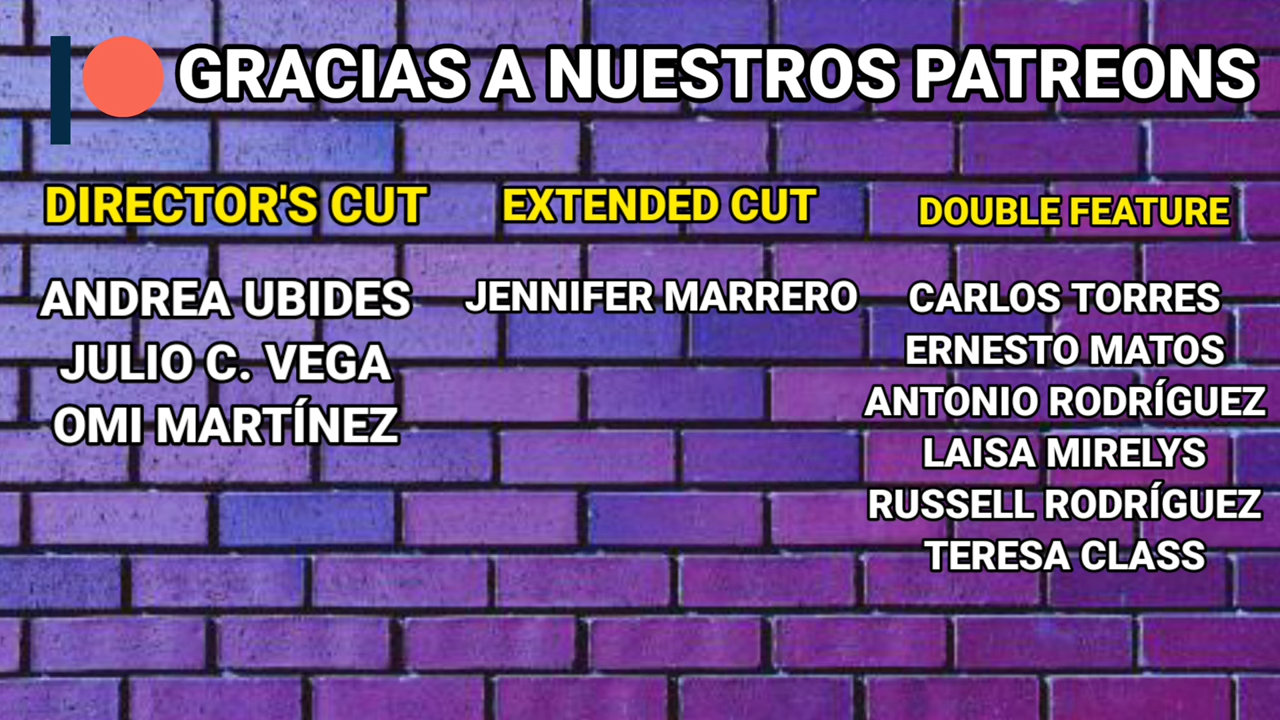 GRACIAS A NUESTROS PATREONS
DIRECTOR'S CUT
ANDREA UBIDES
JULIO C. VEGA
OMI MARTÍNEZ
EXTENDED CUT
JENNIFER MARRERO
DOUBLE FEATURE
CARLOS TORRES
ERNESTO MATOS
ANTONIO RODRÍGUEZ
LAISA MIRELYS
RUSSELL RODRÍGUEZ
TERESA CLASS